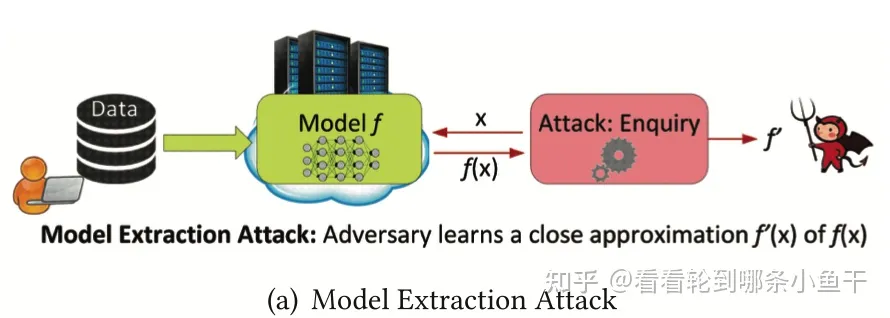 Data
Model f
x
f(x)
Attack: Enquiry
f'
Model Extraction Attack: Adversary learns a close approximation f'(x) of f(x)
(a) Model Extraction Attack
知乎 @看看轮到哪条小鱼干